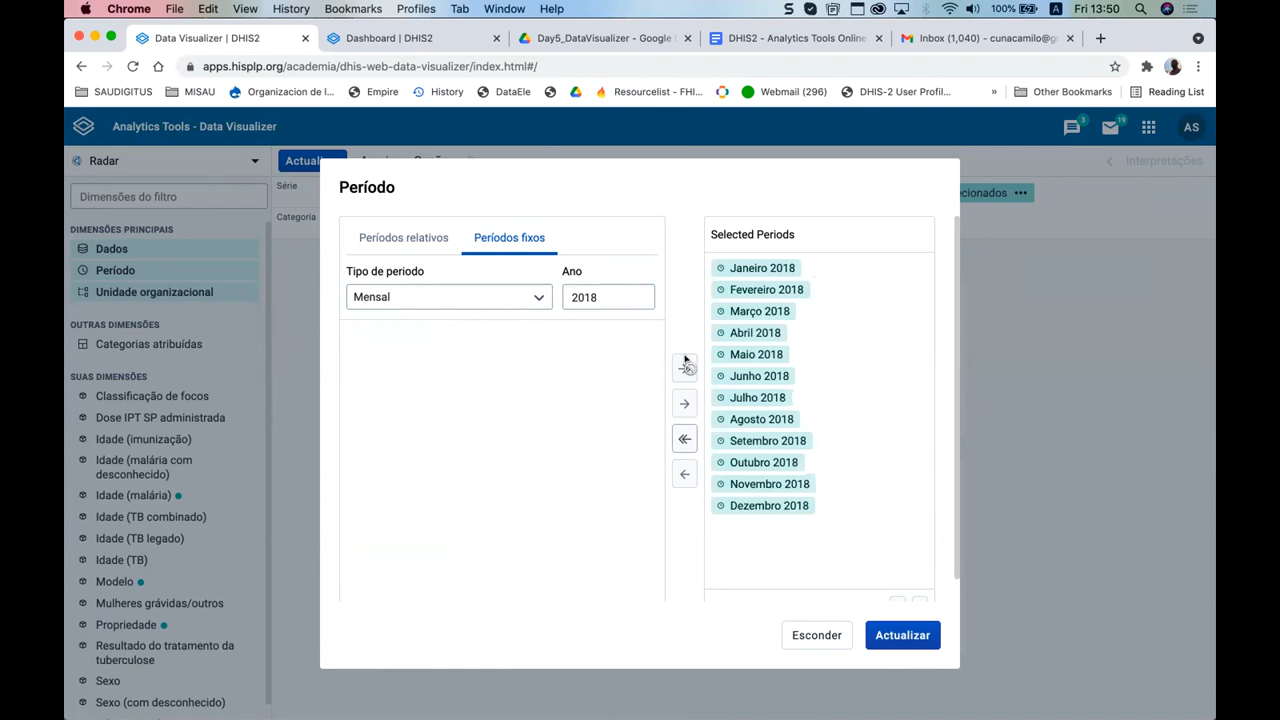 Chrome File Edit View History Bookmarks Profiles Tab Window Help 100% Fri 13:50
Data Visualizer | DHIS2 Dashboard | DHIS2 Day5_DataVisualizer - Google DHIS2 - Analytics Tools Online Inbox (1,040) - cunacamilo@g
apps.hisplp.org/academia/dhis-web-data-visualizer/index.html#/
SAUDIGITUS MISAU Organizacion de I... Empire History DataEle Resourcelist - FHI... Webmail (296) DHIS-2 User Profil... » Other Bookmarks Reading List
Analytics Tools - Data Visualizer 3 19 AS
Radar
Interpretações
Dimensões do filtro
Série
ecionados •••
Categoria
DIMENSÕES PRINCIPAIS
Dados
Período
Unidade organizacional
OUTRAS DIMENSÕES
Categorias atribuídas
SUAS DIMENSÕES
Classificação de focos
Dose IPT SP administrada
Idade (imunização)
Idade (malária com
desconhecido)
Idade (malária)
Idade (TB combinado)
Idade (TB legado)
Idade (TB)
Modelo
Mulheres grávidas/outros
Propriedade
Resultado do tratamento da
tuberculose
Sexo
Sexo (com desconhecido)
Período
Períodos relativos Períodos fixos
Tipo de periodo Ano
Mensal 2018
Selected Periods
Janeiro 2018
Fevereiro 2018
Março 2018
Abril 2018
Maio 2018
Junho 2018
Julho 2018
Agosto 2018
Setembro 2018
Outubro 2018
Novembro 2018
Dezembro 2018
Esconder Actualizar